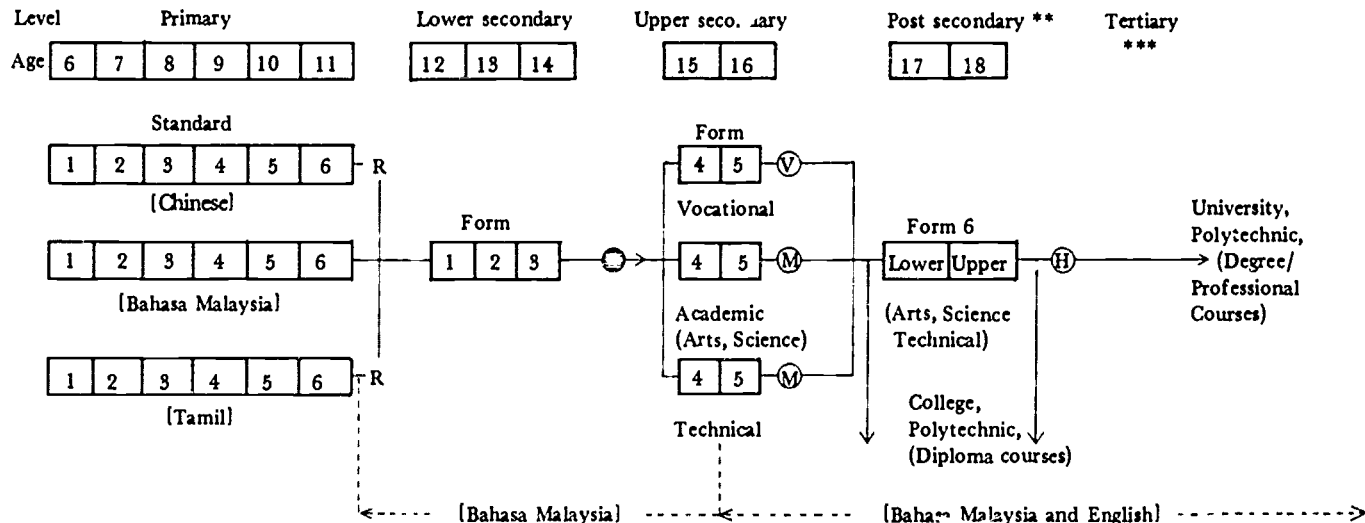 Level Primary Lower secondary Upper secondary Post secondary ** Tertiary
***
Age 6 7 8 9 10 11 12 13 14 15 16 17 18
Standard Form
1 2 3 4 5 6 R 4 5 V
[Chinese] Vocational
Form Form 6
1 2 3 4 5 6 1 2 3 4 5 M Lower Upper H
[Bahasa Malaysia] Academic
(Arts, Science) (Arts, Science
Technical)
University,
Polytechnic,
(Degree/
Professional
Courses)
1 2 3 4 5 6 R 4 5 M
[Tamil] Technical
College,
Polytechnic,
(Diploma courses)
[Bahasa Malaysia] Malaysia and English]